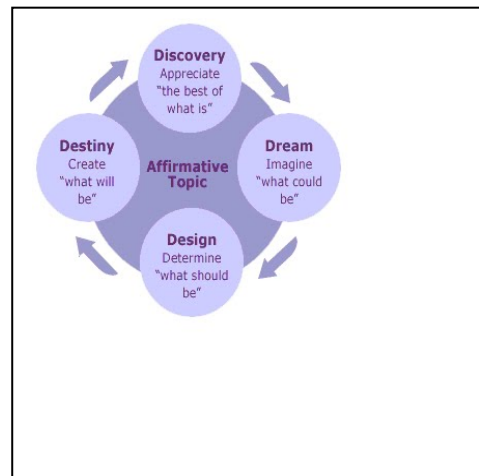 Discovery
Appreciate
“the best of
what is”
Destiny
Create
“what will
be”
Affirmative
Topic
Dream
Imagine
“what could
be”
Design
Determine
“what should
be”